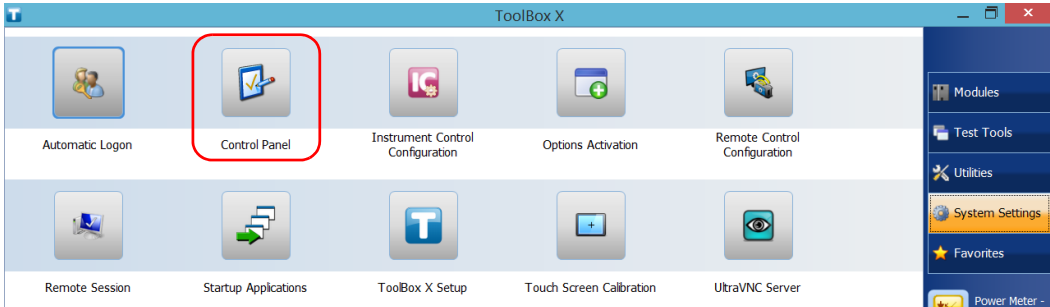 ToolBox X
Automatic Logon
Control Panel
Instrument Control
Configuration
Options Activation
Remote Control
Configuration
Remote Session
Startup Applications
ToolBox X Setup
Touch Screen Calibration
UltraVNC Server
Modules
Test Tools
Utilities
System Settings
Favorites
Power Meter -